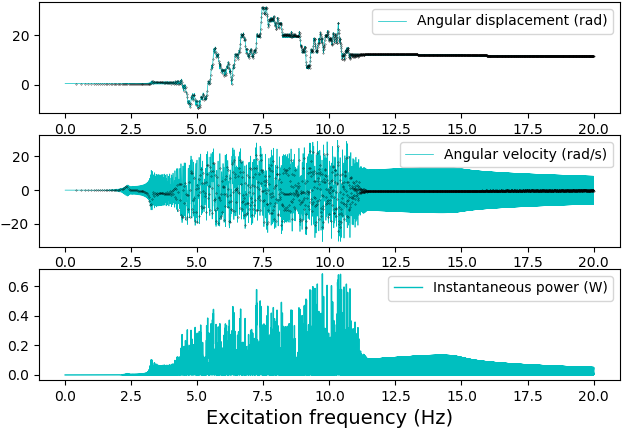 Angular displacement (rad)
20
0
0.0 2.5 5.0 7.5 10.0 12.5 15.0 17.5 20.0
Angular velocity (rad/s)
20
0
−20
0.0 2.5 5.0 7.5 10.0 12.5 15.0 17.5 20.0
Instantaneous power (W)
0.6
0.4
0.2
0.0
0.0 2.5 5.0 7.5 10.0 12.5 15.0 17.5 20.0
Excitation frequency (Hz)